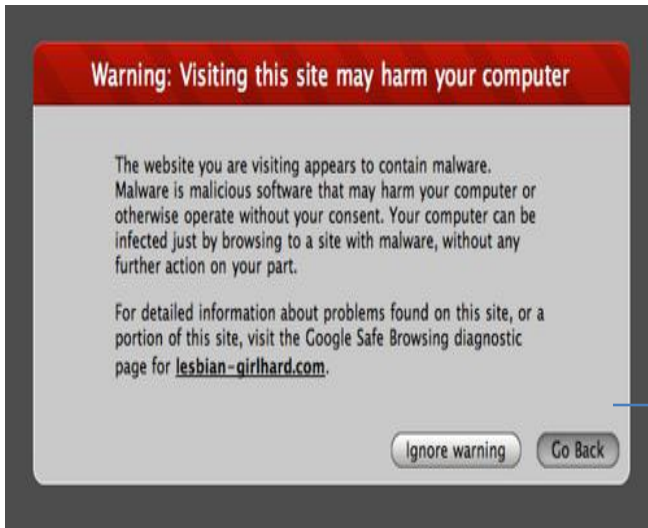 Warning: Visiting this site may harm your computer
The website you are visiting appears to contain malware.
Malware is malicious software that may harm your computer or
otherwise operate without your consent. Your computer can be
infected just by browsing to a site with malware, without any
further action on your part.
For detailed information about problems found on this site, or a
portion of this site, visit the Google Safe Browsing diagnostic
page for lesbian-girlhard.com.
Ignore warning
Go Back